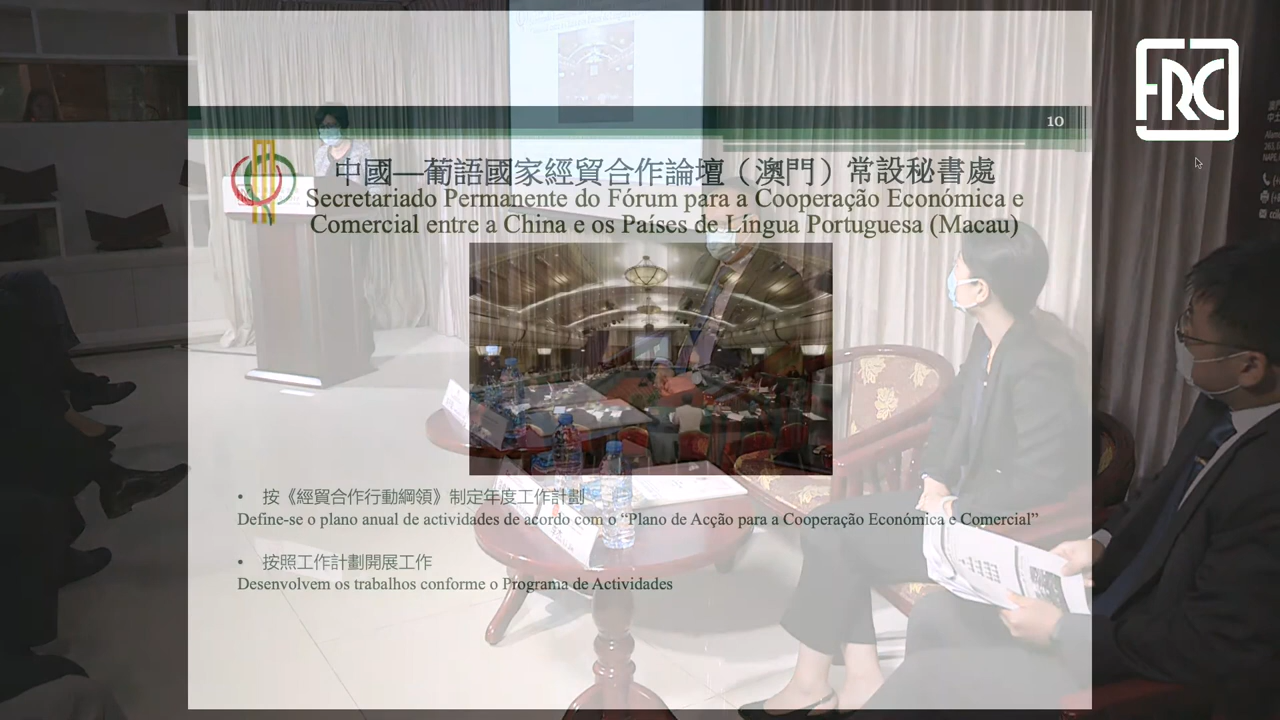 FRC
10
中國—葡語國家經貿合作論壇（澳門）常設秘書處
Secretariado Permanente do Fórum para a Cooperação Económica e
Comercial entre a China e os Países de Língua Portuguesa (Macau)
• 按《經貿合作行動綱領》制定年度工作計劃
Define-se o plano anual de actividades de acordo com o “Plano de Acção para a Cooperação Económica e Comercial”
• 按照工作計劃開展工作
Desenvolvem os trabalhos conforme o Programa de Actividades